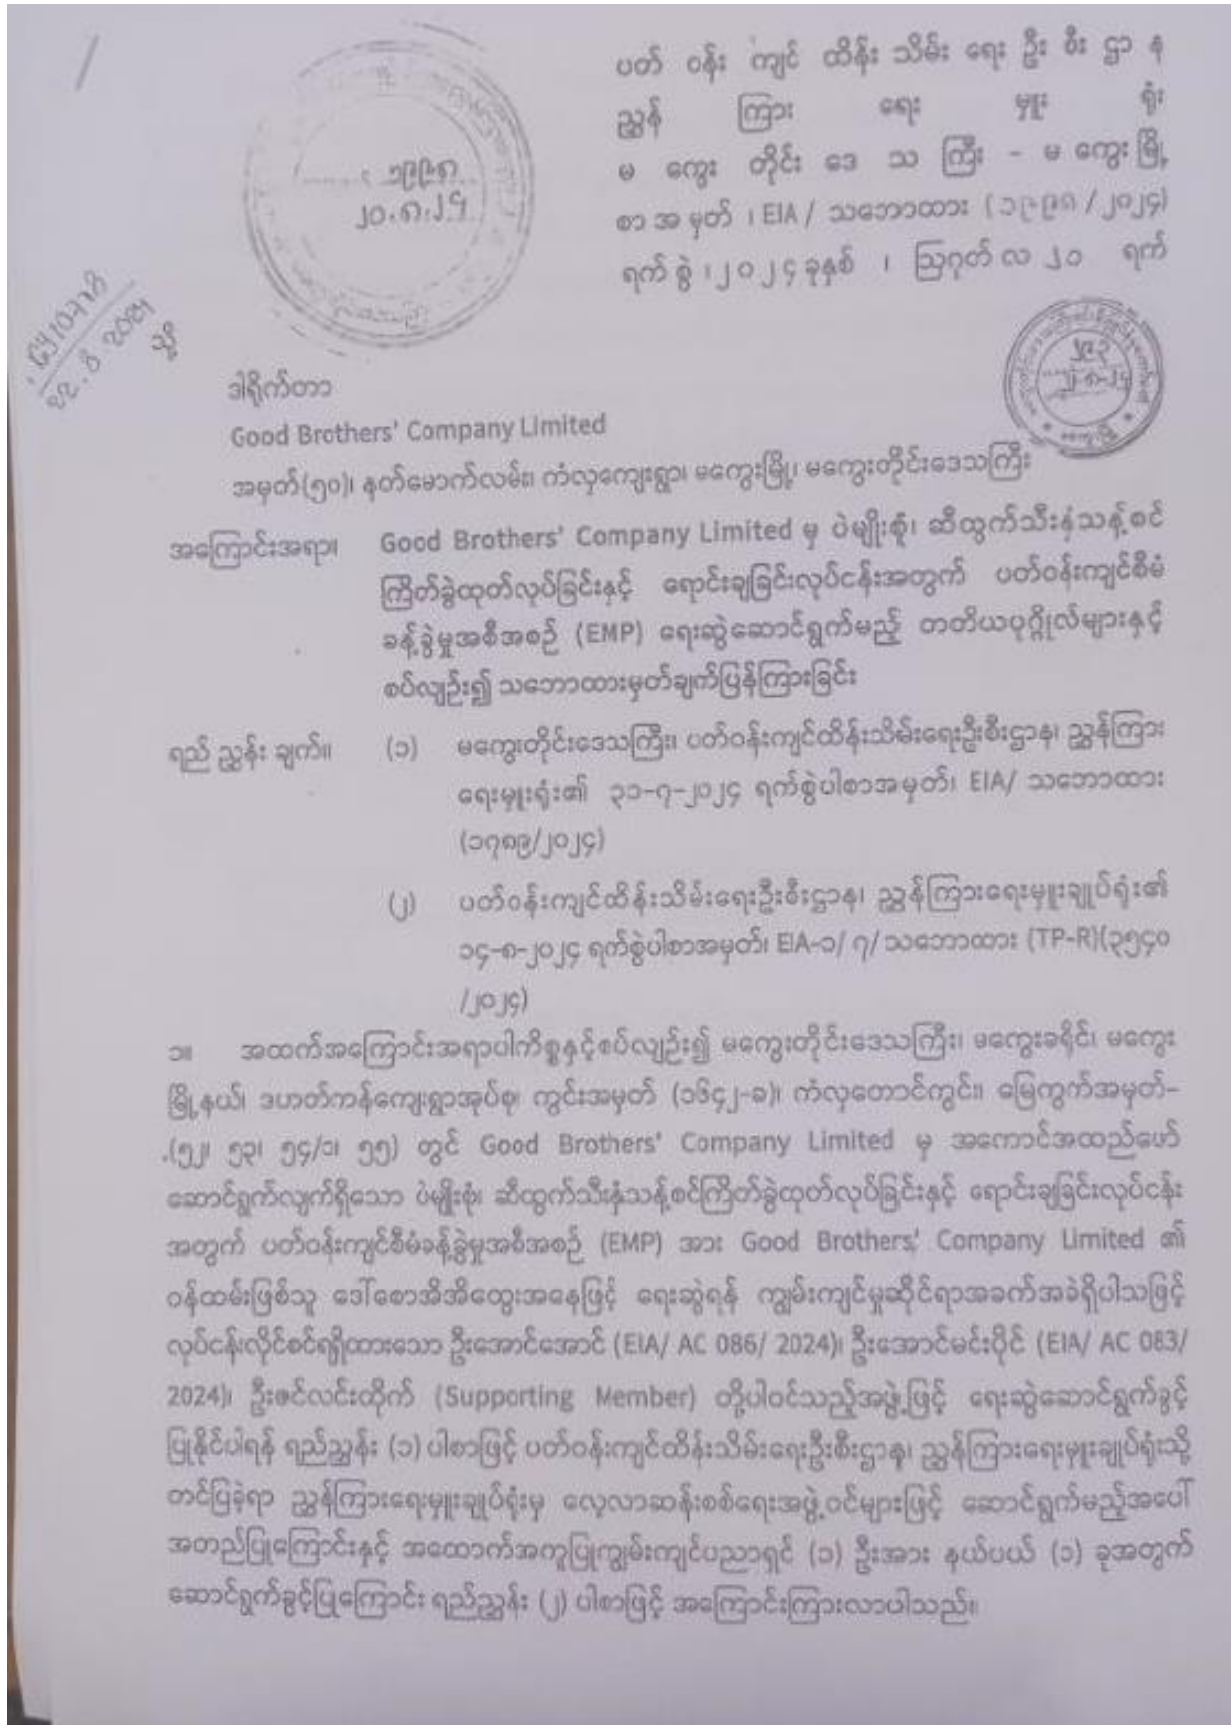 ပတ် ဝန်း ကျင် ထိန်း သိမ်း ရေး ဦး စီး ဌာ န
ညွှန် ကြား ရေး မှူး ရုံး
မ ကွေး တိုင်း ဒေ သ ကြီး - မ ကွေး မြို့
စာ အ မှတ် ၊ EIA / သဘောထား (၁၉၉၈ /၂၀၂၄)
ရက် စွဲ ၊ ၂၀၂၄ ခုနှစ် ၊ ဩဂုတ် လ ၂၀ ရက်
၁၉၉၈
၂၀.၈.၂၄
သို့
၂၉၃
ဒါရိုက်တာ
Good Brothers' Company Limited
အမှတ်(၅၀)၊ နတ်မောက်လမ်း၊ ကံလှကျေးရွာ၊ မကွေးမြို့၊ မကွေးတိုင်းဒေသကြီး
အကြောင်းအရာ၊ Good Brothers' Company Limited မှ ပဲမျိုးစုံ၊ ဆီထွက်သီးနှံသန့်စင်
ကြိတ်ခွဲထုတ်လုပ်ခြင်းနှင့် ရောင်းချခြင်းလုပ်ငန်းအတွက် ပတ်ဝန်းကျင်စီမံ
ခန့်ခွဲမှုအစီအစဉ် (EMP) ရေးဆွဲဆောင်ရွက်မည့် တတိယပုဂ္ဂိုလ်များနှင့်
စပ်လျဉ်း၍ သဘောထားမှတ်ချက်ပြန်ကြားခြင်း
ရည် ညွှန်း ချက်။ (၁) မကွေးတိုင်းဒေသကြီး၊ ပတ်ဝန်းကျင်ထိန်းသိမ်းရေးဦးစီးဌာန၊ ညွှန်ကြား
ရေးမှူးရုံး၏ ၃၁-၇-၂၀၂၄ ရက်စွဲပါစာအမှတ်၊ EIA/ သဘောထား
(၁၇၈၉/၂၀၂၄)
(၂) ပတ်ဝန်းကျင်ထိန်းသိမ်းရေးဦးစီးဌာန၊ ညွှန်ကြားရေးမှူးချုပ်ရုံး၏
၁၄-၈-၂၀၂၄ ရက်စွဲပါစာအမှတ်၊ EIA-၁/ ၇/ သဘောထား (TP-R)(၃၅၄၀
/၂၀၂၄)
၁။ အထက်အကြောင်းအရာပါကိစ္စနှင့်စပ်လျဉ်း၍ မကွေးတိုင်းဒေသကြီး၊ မကွေးခရိုင်၊ မကွေး
မြို့နယ်၊ ဒဟတ်ကန်ကျေးရွာအုပ်စု၊ ကွင်းအမှတ် (၁၆၄၂-ခ)၊ ကံလှတောင်ကွင်း၊ မြေကွက်အမှတ်-
(၅၂၊ ၅၃၊ ၅၄/၁၊ ၅၅) တွင် Good Brothers' Company Limited မှ အကောင်အထည်ဖော်
ဆောင်ရွက်လျက်ရှိသော ပဲမျိုးစုံ၊ ဆီထွက်သီးနှံသန့်စင်ကြိတ်ခွဲထုတ်လုပ်ခြင်းနှင့် ရောင်းချခြင်းလုပ်ငန်း
အတွက် ပတ်ဝန်းကျင်စီမံခန့်ခွဲမှုအစီအစဉ် (EMP) အား Good Brothers' Company Limited ၏
ဝန်ထမ်းဖြစ်သူ ဒေါ်စောအိအိထွေးအနေဖြင့် ရေးဆွဲရန် ကျွမ်းကျင်မှုဆိုင်ရာအခက်အခဲရှိပါသဖြင့်
လုပ်ငန်းလိုင်စင်ရရှိထားသော ဦးအောင်အောင် (EIA/ AC 086/ 2024)၊ ဦးအောင်မင်းပိုင် (EIA/ AC 083/
2024)၊ ဦးဇင်လင်းထိုက် (Supporting Member) တို့ပါဝင်သည့်အဖွဲ့ဖြင့် ရေးဆွဲဆောင်ရွက်ခွင့်
ပြုနိုင်ပါရန် ရည်ညွှန်း (၁) ပါစာဖြင့် ပတ်ဝန်းကျင်ထိန်းသိမ်းရေးဦးစီးဌာန၊ ညွှန်ကြားရေးမှူးချုပ်ရုံးသို့
တင်ပြခဲ့ရာ ညွှန်ကြားရေးမှူးချုပ်ရုံးမှ လေ့လာဆန်းစစ်ရေးအဖွဲ့ဝင်များဖြင့် ဆောင်ရွက်မည့်အပေါ်
အတည်ပြုကြောင်းနှင့် အထောက်အကူပြုကျွမ်းကျင်ပညာရှင် (၁) ဦးအား နယ်ပယ် (၁) ခုအတွက်
ဆောင်ရွက်ခွင့်ပြုကြောင်း ရည်ညွှန်း (၂) ပါစာဖြင့် အကြောင်းကြားလာပါသည်။